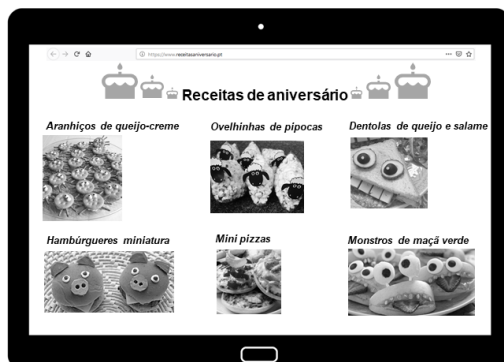 https://www.receitasaniversario.pt
Receitas de aniversário
Aranhiços de queijo-creme
Ovelhinhas de pipocas
Dentolas de queijo e salame
Hambúrgueres miniatura
Mini pizzas
Monstros de maçã verde